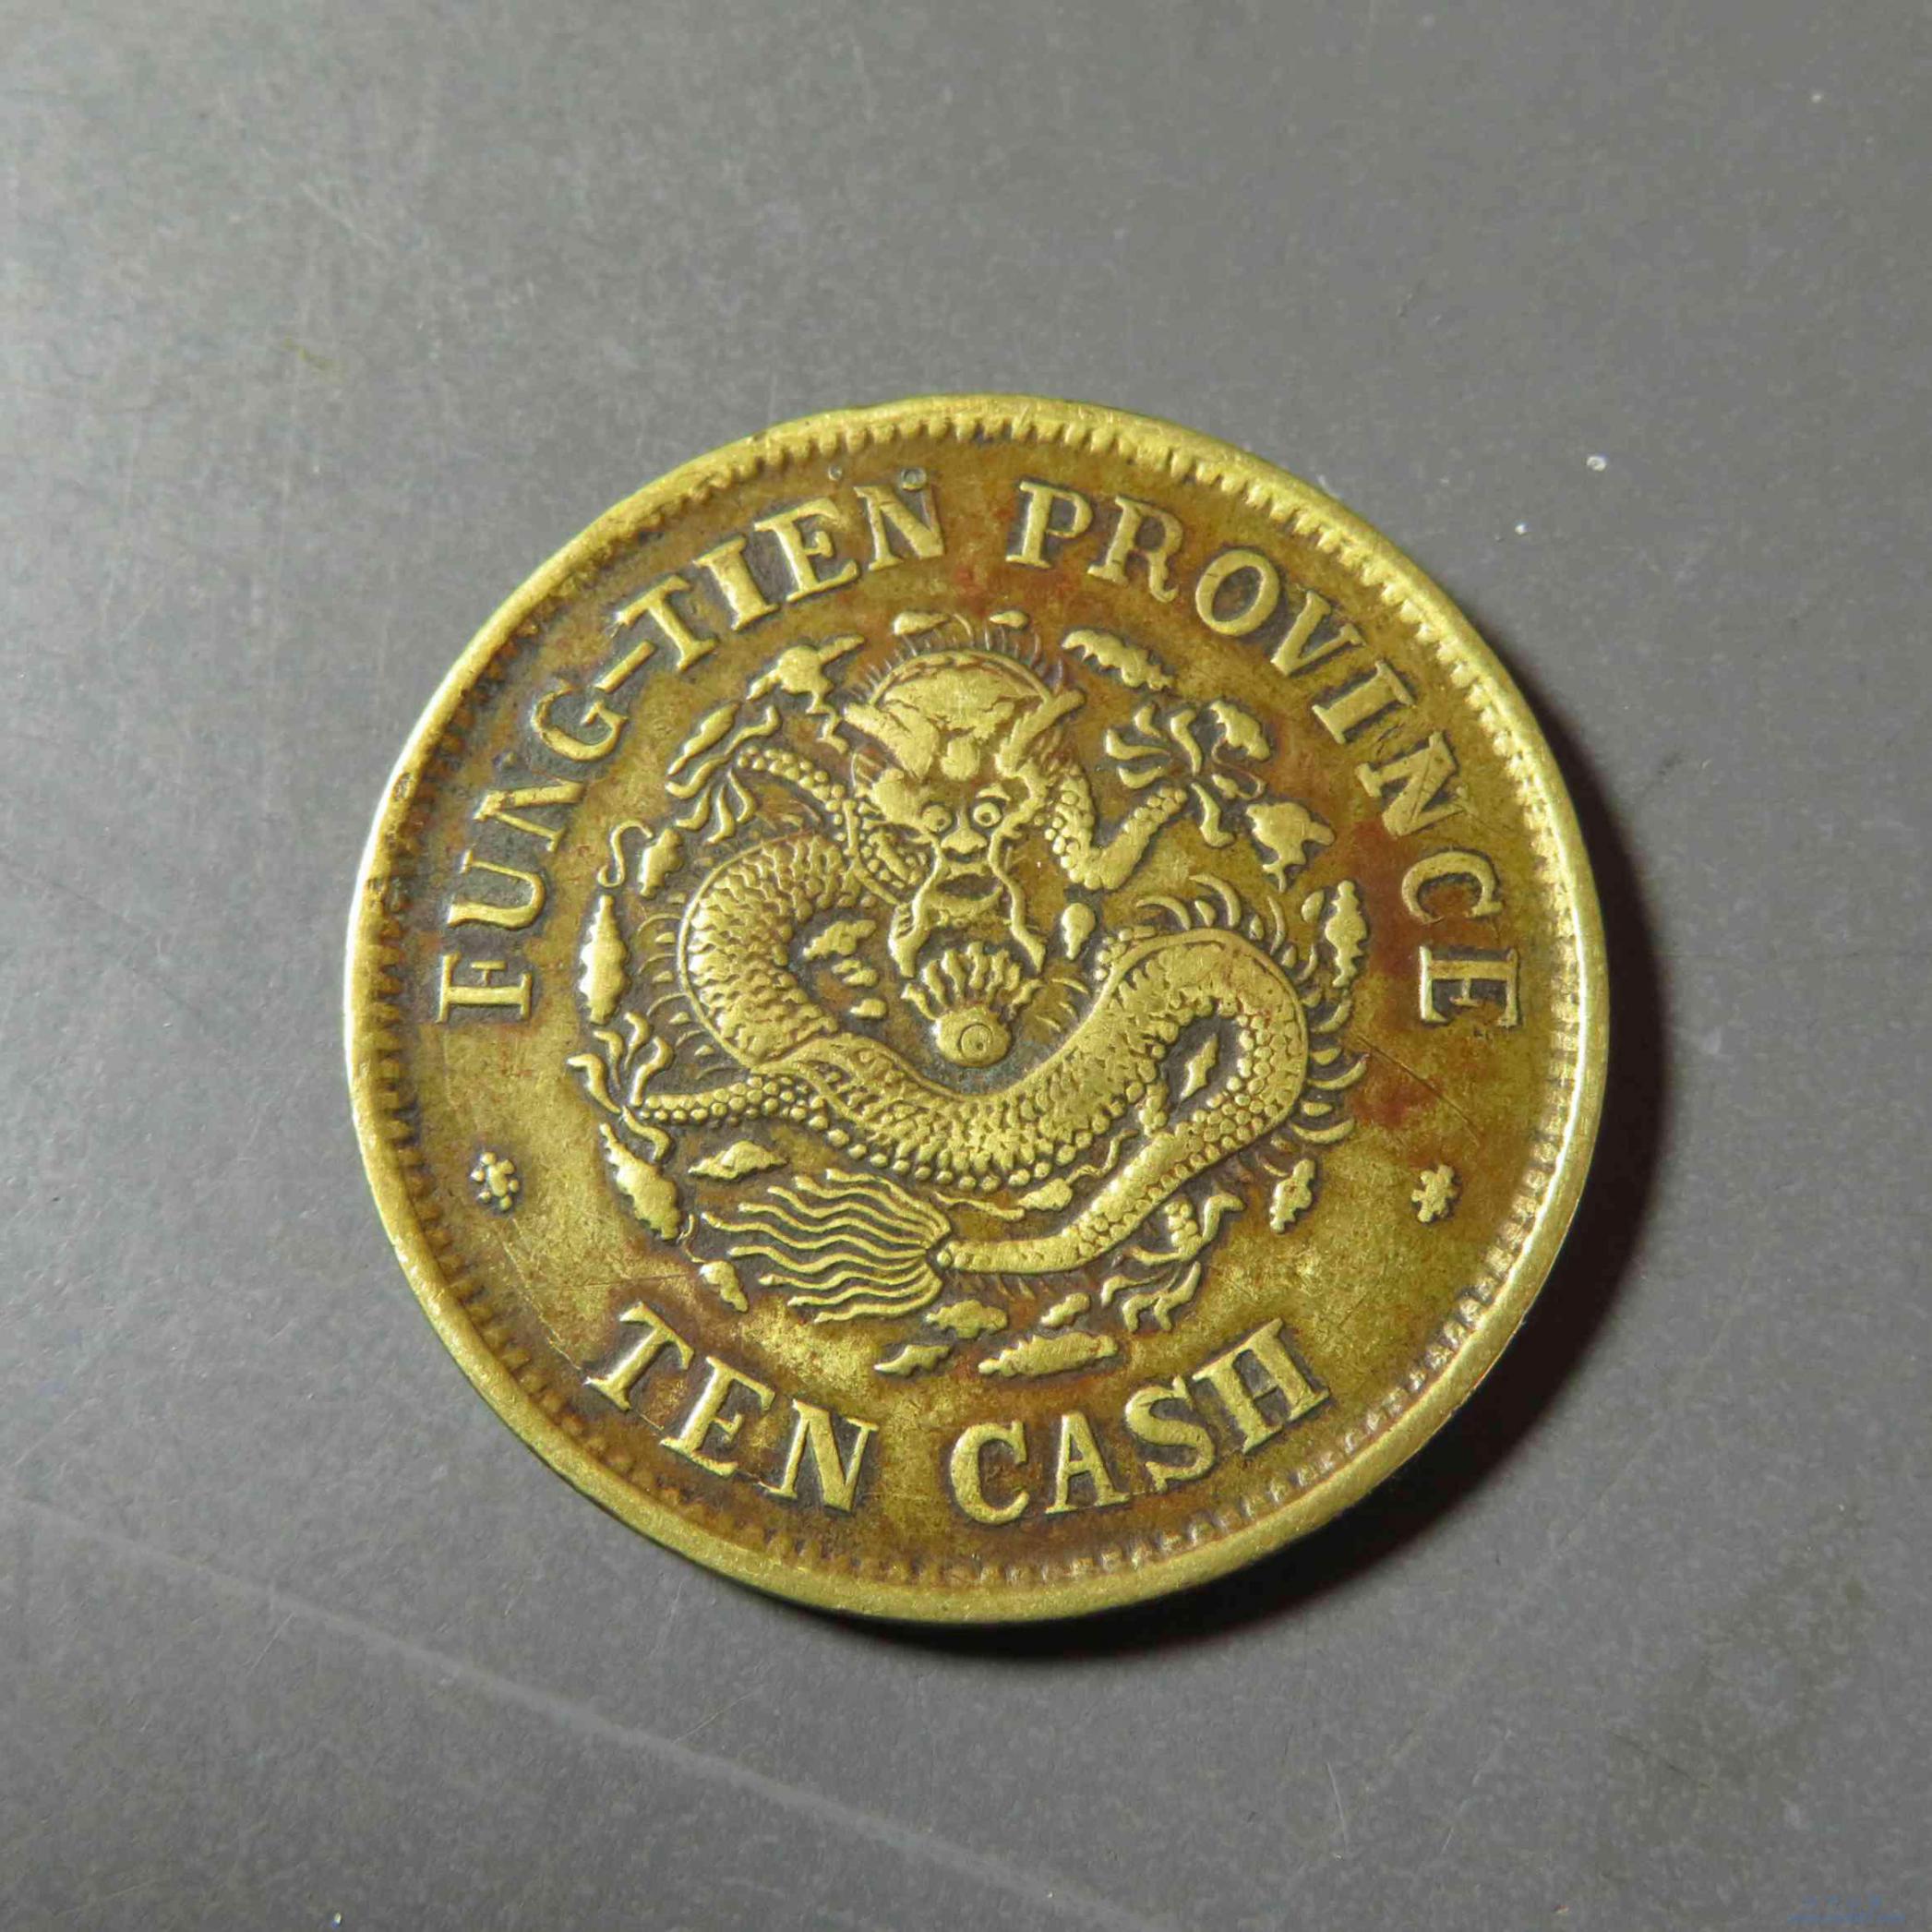 FUNG-TIEN PROVINCE
TEN CASH